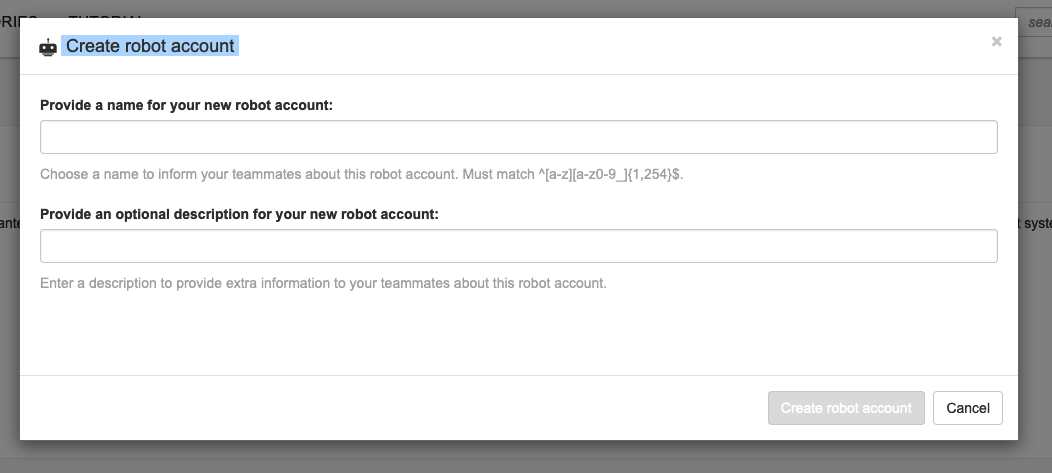 TUTORIAL
Create robot account
×
Provide a name for your new robot account:
Choose a name to inform your teammates about this robot account. Must match ^[a-z][a-z0-9_]{1,254}$.
Provide an optional description for your new robot account:
Enter a description to provide extra information to your teammates about this robot account.
Create robot account
Cancel